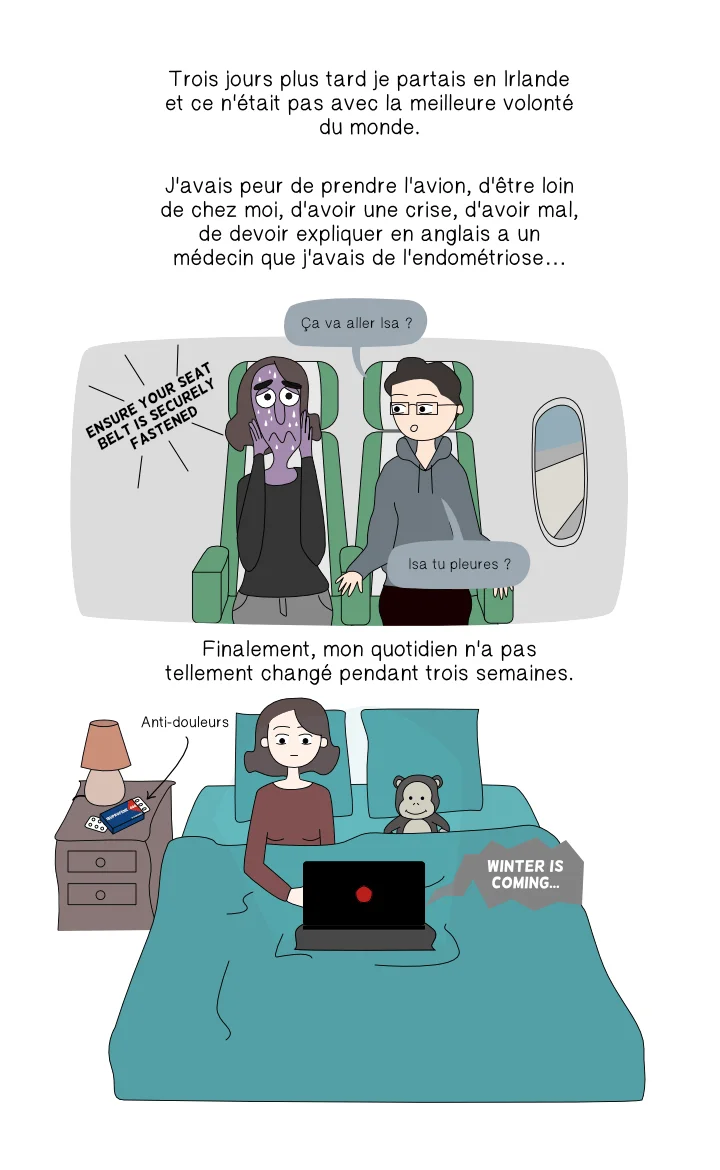 Trois jours plus tard je partais en Irlande
et ce n'était pas avec la meilleure volonté
du monde.
J'avais peur de prendre l'avion, d'être loin
de chez moi, d'avoir une crise, d'avoir mal,
de devoir expliquer en anglais a un
médecin que j'avais de l'endométriose...
Ça va aller Isa ?
ENSURE YOUR SEAT
BELT IS SECURELY
FASTENED
Isa tu pleures ?
Finalement, mon quotidien n'a pas
tellement changé pendant trois semaines.
Anti-douleurs
WINTER IS
COMING...